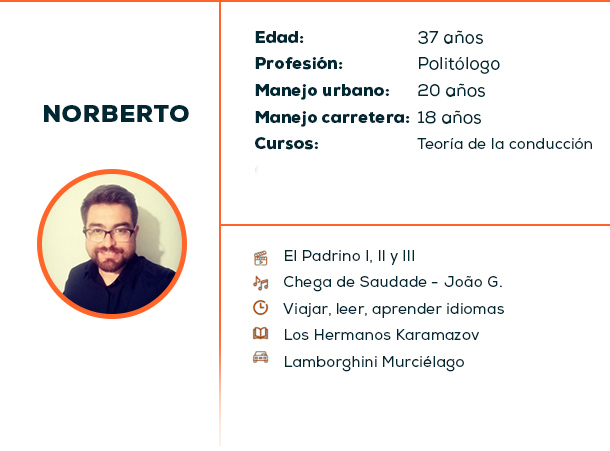 NORBERTO
Edad: 37 años
Profesión: Politólogo
Manejo urbano: 20 años
Manejo carretera: 18 años
Cursos: Teoría de la conducción
El Padrino I, II y III
Chega de Saudade - João G.
Viajar, leer, aprender idiomas
Los Hermanos Karamazov
Lamborghini Murciélago